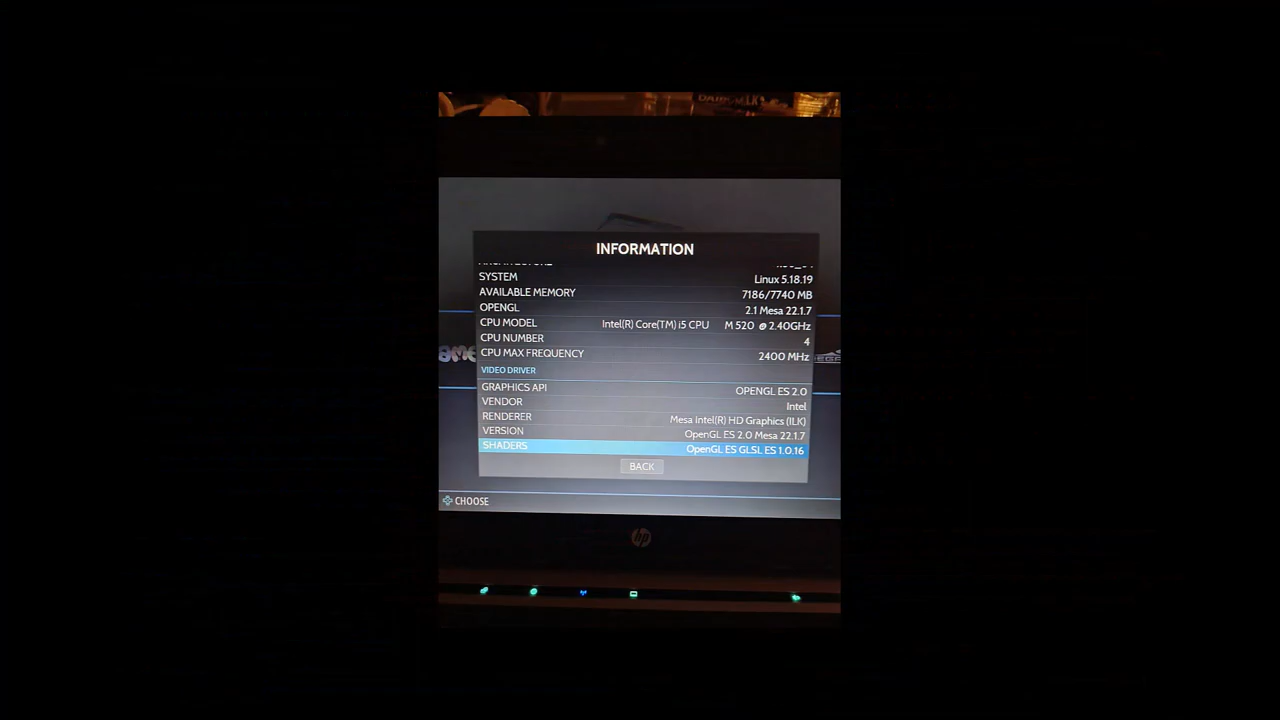 INFORMATION
SYSTEM Linux 5.18.19
AVAILABLE MEMORY 7186/7740 MB
OPENGL 2.1 Mesa 22.1.7
CPU MODEL Intel(R) Core(TM) i5 CPU M 520 @ 2.40GHz
CPU NUMBER 4
CPU MAX FREQUENCY 2400 MHz
VIDEO DRIVER
GRAPHICS API OPENGL ES 2.0
VENDOR Intel
RENDERER Mesa Intel(R) HD Graphics (ILK)
VERSION OpenGL ES 2.0 Mesa 22.1.7
SHADERS OpenGL ES GLSL ES 1.0.16
BACK
CHOOSE
hp